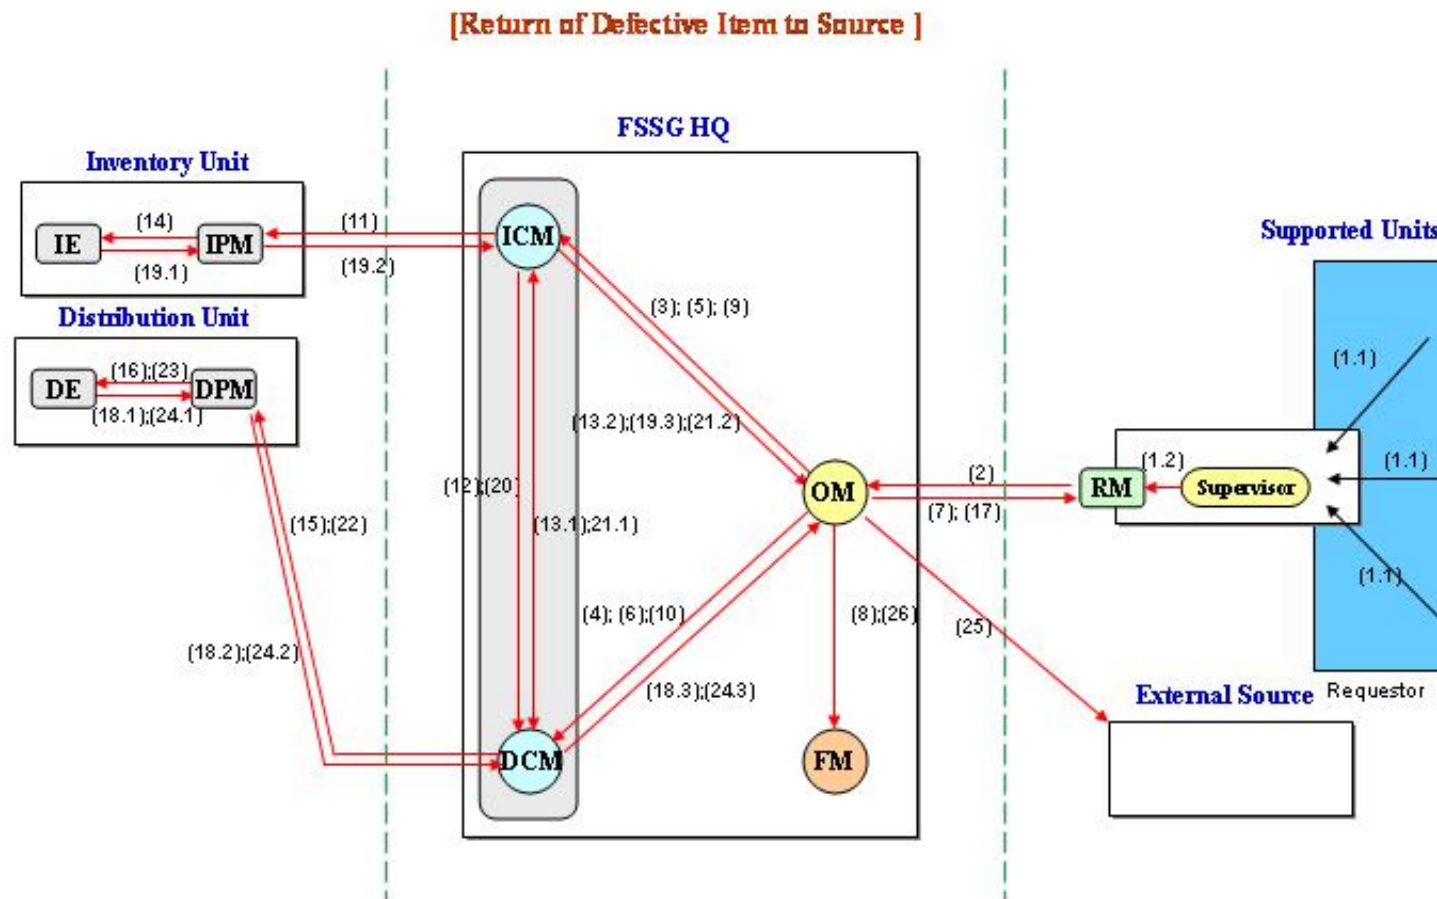 [Return of Defective Item to Source ]
FSSG HQ
Inventory Unit
(14)
IE
IPM
(19.1)
(11)
(19.2)
ICM
Supported Units
Distribution Unit
(16);(23)
DE
DPM
(18.1);(24.1)
(3); (5); (9)
(1.1)
(13.2);(19.3);(21.2)
(1.1)
(12);(20)
(13.1);21.1)
OM
(2)
(7); (17)
RM
(1.2)
Supervisor
(15);(22)
(1.1)
(4); (6);(10)
(8);(26)
(25)
(18.2);(24.2)
(18.3);(24.3)
External Source
Requestor
DCM
FM